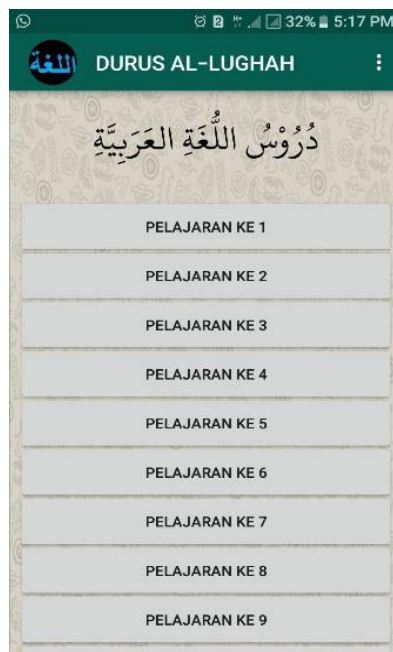 32% 5:17 PM
اللغة DURUS AL-LUGHAH
دُرُوْسُ اللُّغَةِ العَرَبِيَّةِ
PELAJARAN KE 1
PELAJARAN KE 2
PELAJARAN KE 3
PELAJARAN KE 4
PELAJARAN KE 5
PELAJARAN KE 6
PELAJARAN KE 7
PELAJARAN KE 8
PELAJARAN KE 9